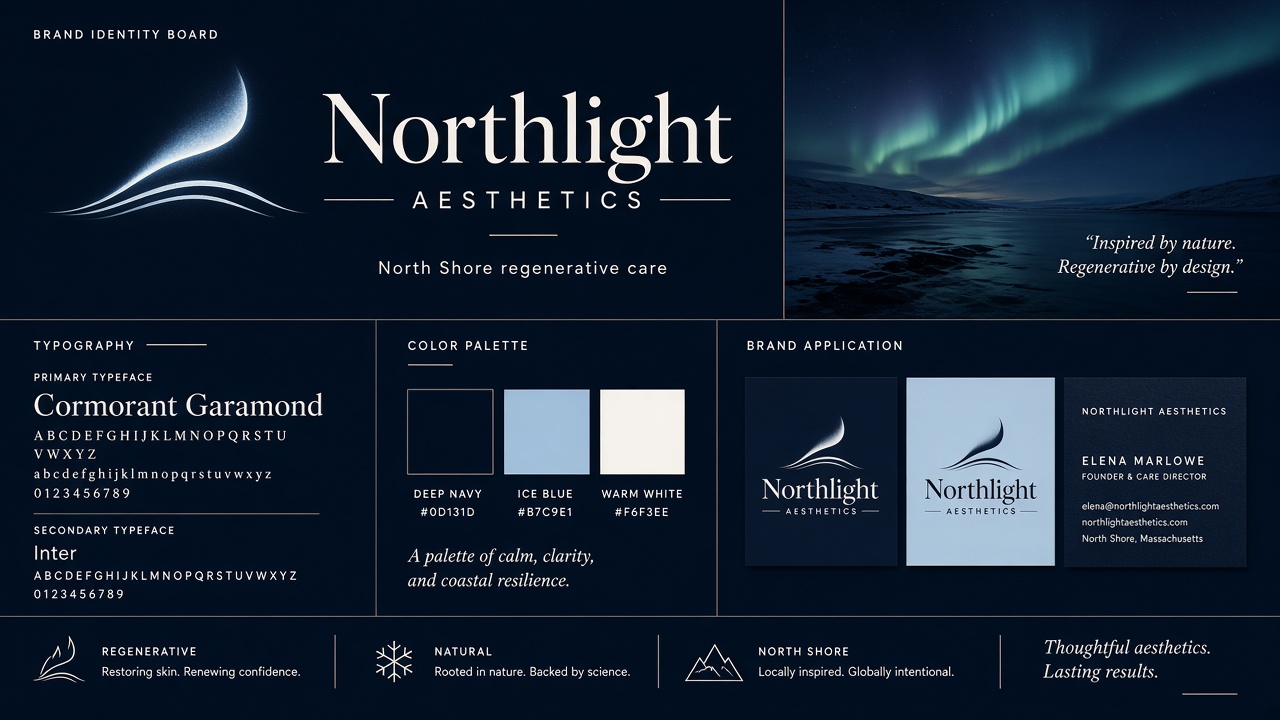 BRAND IDENTITY BOARD
Northlight
AESTHETICS
North Shore regenerative care
“Inspired by nature.
Regenerative by design.”
TYPOGRAPHY
PRIMARY TYPEFACE
Cormorant Garamond
ABCDEFGHIJKLMNOPQRSTU
VWXYZ
abcdefghijklmnopqrstuvwxyz
0123456789
SECONDARY TYPEFACE
Inter
ABCDEFGHIJKLMNOPQRSTUVWXYZ
0123456789
COLOR PALETTE
DEEP NAVY
#0D131D
ICE BLUE
#B7C9E1
WARM WHITE
#F6F3EE
A palette of calm, clarity,
and coastal resilience.
BRAND APPLICATION
Northlight
AESTHETICS
Northlight
AESTHETICS
NORTHLIGHT AESTHETICS
ELENA MARLOWE
FOUNDER & CARE DIRECTOR
elena@northlightaesthetics.com
northlightaesthetics.com
North Shore, Massachusetts
REGENERATIVE
Restoring skin. Renewing confidence.
NATURAL
Rooted in nature. Backed by science.
NORTH SHORE
Locally inspired. Globally intentional.
Thoughtful aesthetics.
Lasting results.